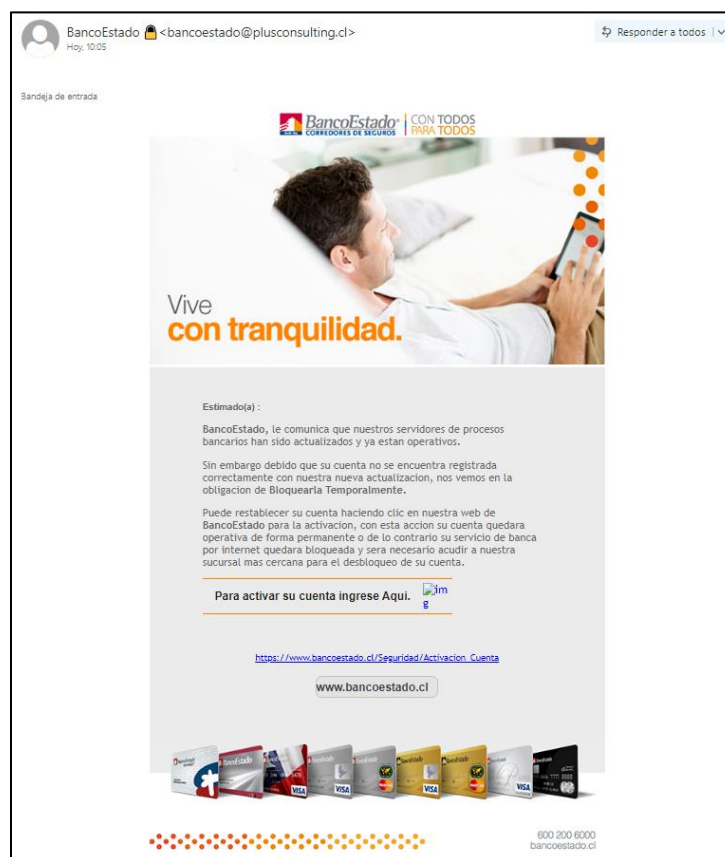 BancoEstado 🔒 <bancoestado@plusconsulting.cl>
Hoy, 10:05
Responder a todos
Bandeja de entrada
BancoEstado®
CORREDORES DE SEGUROS
CON TODOS
PARA TODOS
Vive
con tranquilidad.
Estimado(a) :
BancoEstado, le comunica que nuestros servidores de procesos
bancarios han sido actualizados y ya estan operativos.
Sin embargo debido que su cuenta no se encuentra registrada
correctamente con nuestra nueva actualizacion, nos vemos en la
obligacion de Bloquearla Temporalmente.
Puede restablecer su cuenta haciendo clic en nuestra web de
BancoEstado para la activacion, con esta accion su cuenta quedara
operativa de forma permanente o de lo contrario su servicio de banca
por internet quedara bloqueada y sera necesario acudir a nuestra
sucursal mas cercana para el desbloqueo de su cuenta.
Para activar su cuenta ingrese Aqui.
im
g
https://www.bancoestado.cl/Seguridad/Activacion_Cuenta
www.bancoestado.cl
BancoEstado
VISA
VISA
VISA
VISA
600 200 6000
bancoestado.cl